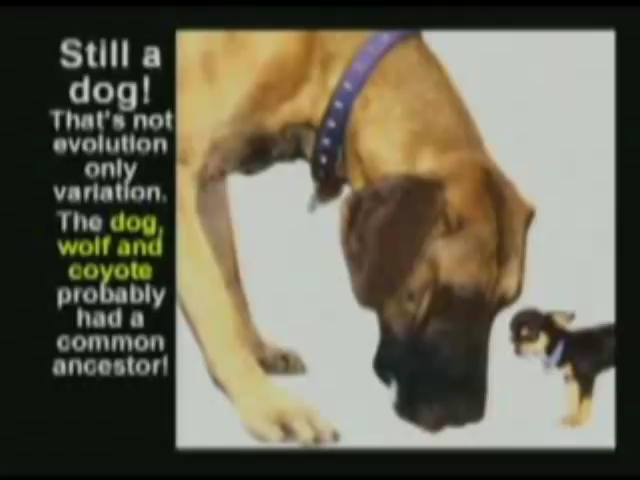 Still a
dog!
That's not
evolution
only
variation.
The dog,
wolf and
coyote
probably
had a
common
ancestor!